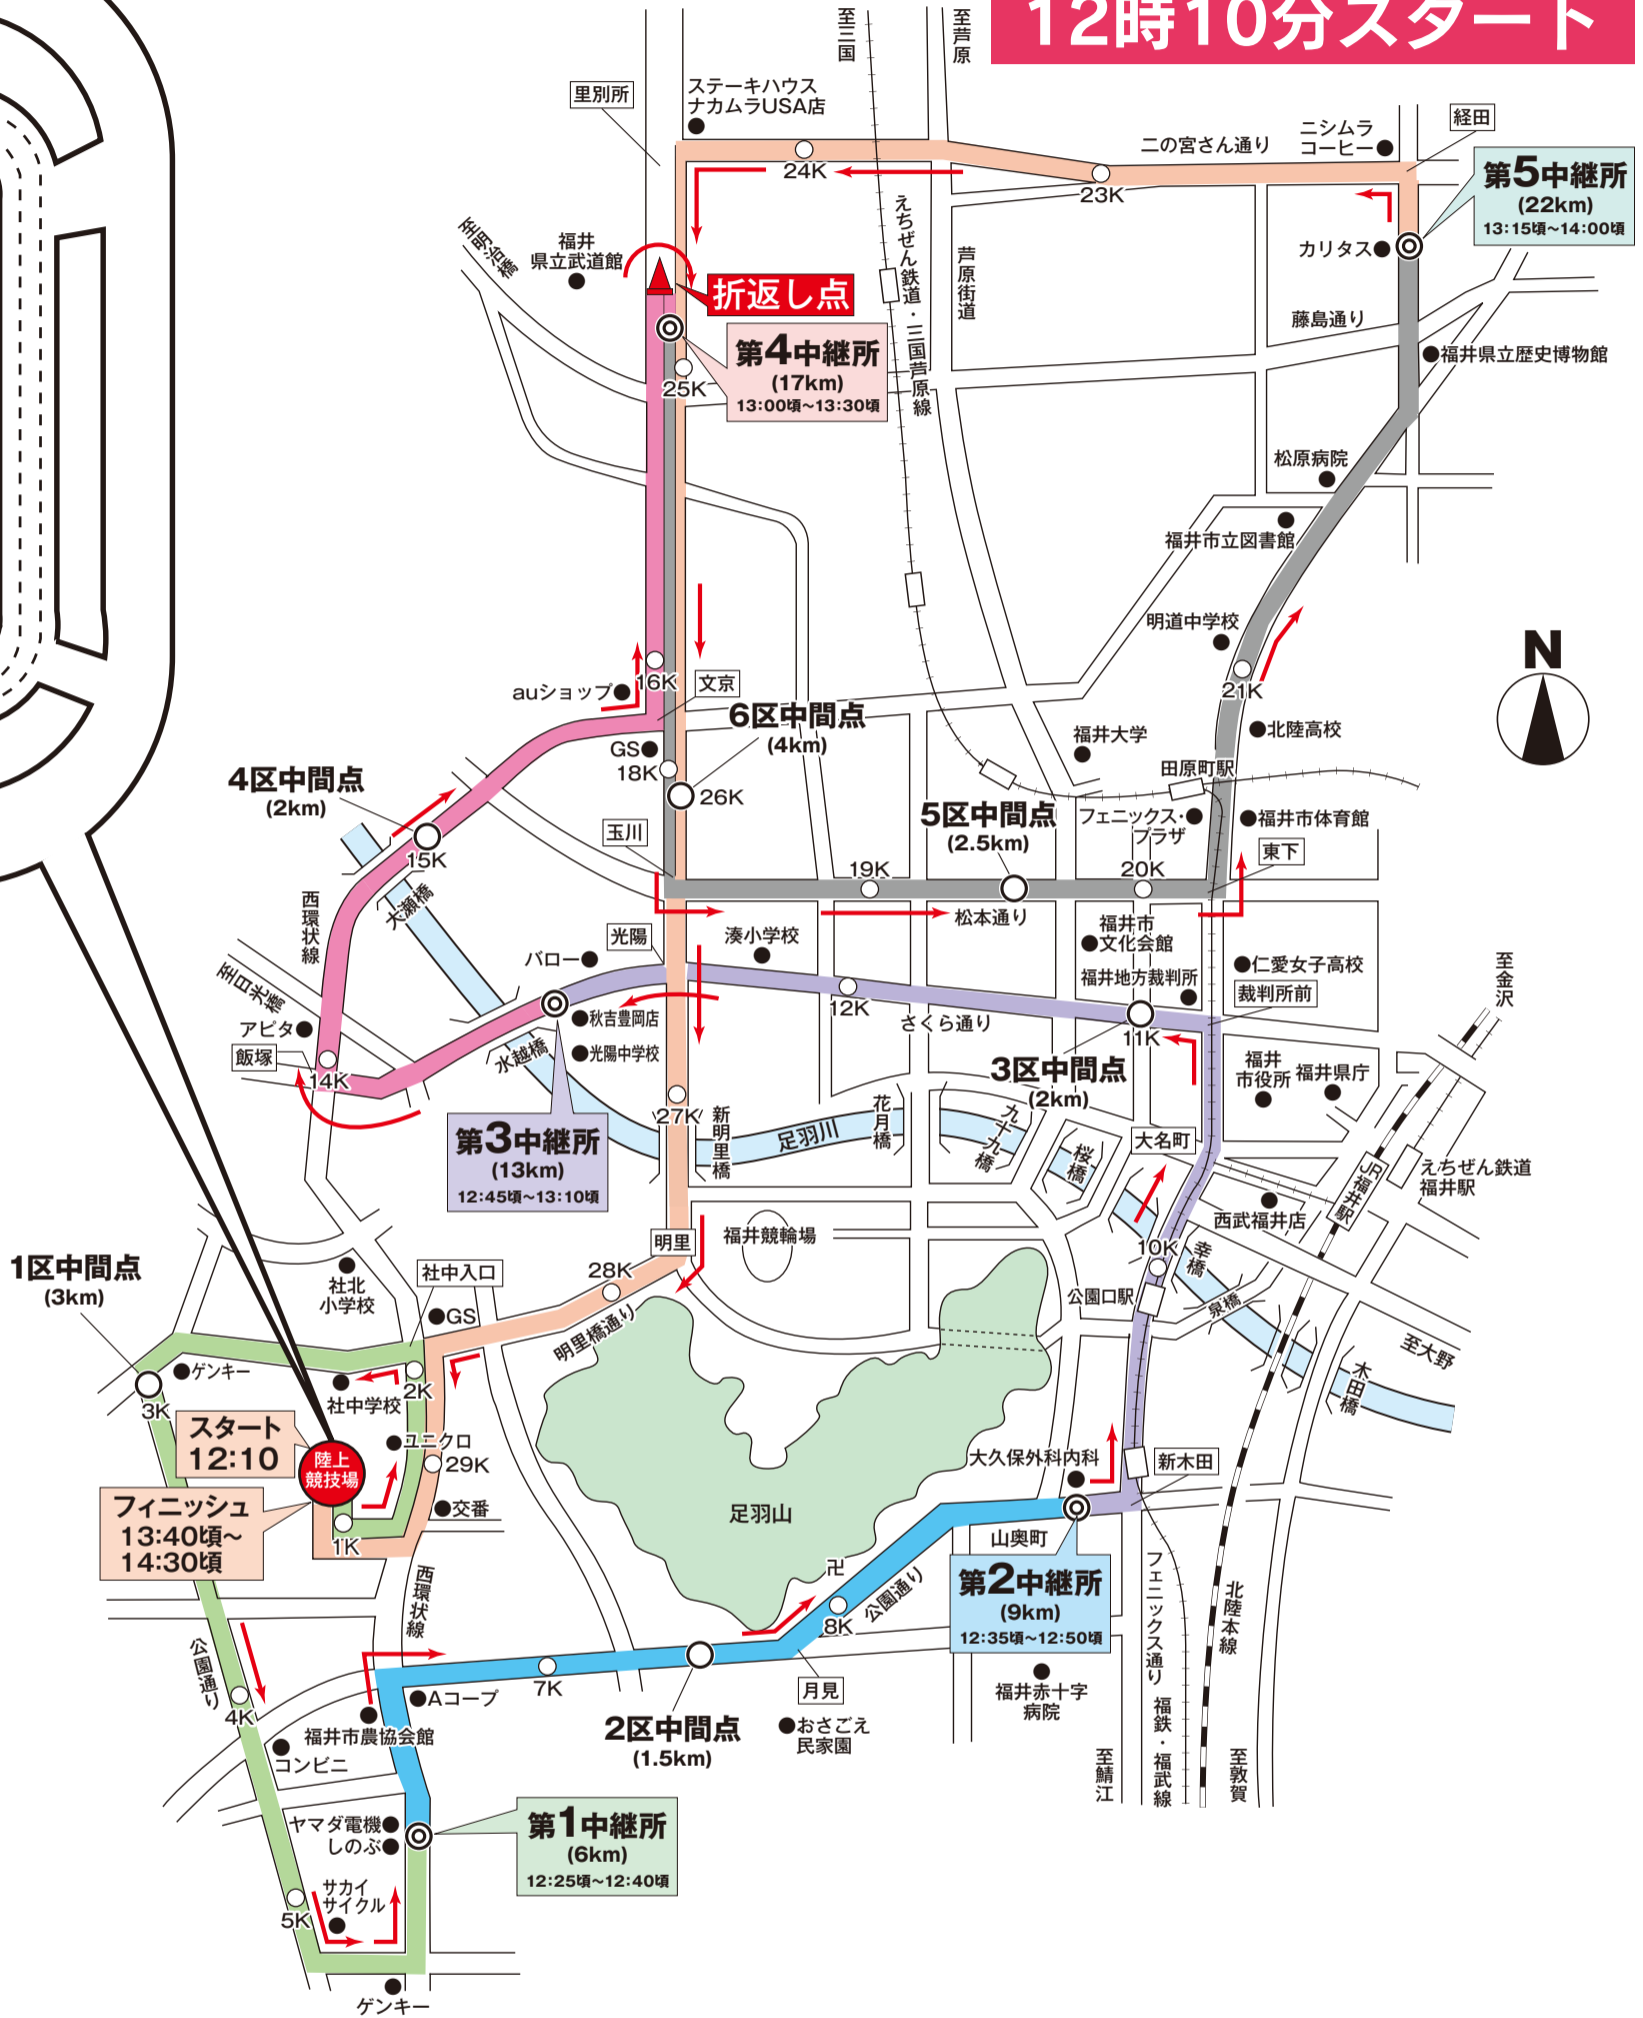 12時10分スタート
至三国
至芦原
里別所
ステーキハウス
ナカムラUSA店
24K
23K
二の宮さん通り
ニシムラ
コーヒー
経田
第5中継所
(22km)
13:15頃〜14:00頃
カリタス
至明治橋
福井
県立武道館
折返し点
第4中継所
(17km)
13:00頃〜13:30頃
25K
えちぜん鉄道・三国芦原線
芦原街道
藤島通り
福井県立歴史博物館
松原病院
福井市立図書館
明道中学校
21K
N
auショップ
16K
文京
6区中間点
(4km)
GS
18K
26K
福井大学
北陸高校
田原町駅
4区中間点
(2km)
15K
玉川
5区中間点
(2.5km)
フェニックス・
プラザ
福井市体育館
東下
19K
20K
松本通り
西環状線
大瀬橋
至日光橋
光陽
バロー
湊小学校
福井市
文化会館
福井地方裁判所
仁愛女子高校
裁判所前
至金沢
アピタ
飯塚
14K
秋吉豊岡店
光陽中学校
水越橋
12K
さくら通り
11K
3区中間点
(2km)
福井
市役所
福井県庁
第3中継所
(13km)
12:45頃〜13:10頃
27K
新明里橋
足羽川
花月橋
九十九橋
桜橋
大名町
JR福井駅
えちぜん鉄道
福井駅
西武福井店
明里
福井競輪場
10K
幸橋
公園口駅
泉橋
至大野
木田橋
1区中間点
(3km)
社北
小学校
社中入口
GS
28K
明里橋通り
ゲンキー
3K
社中学校
2K
スタート
12:10
陸上
競技場
ユニクロ
29K
フィニッシュ
13:40頃〜
14:30頃
交番
1K
足羽山
大久保外科内科
新木田
山奥町
第2中継所
(9km)
12:35頃〜12:50頃
西環状線
卍
公園通り
8K
フェニックス通り
北陸本線
公園通り
4K
7K
Aコープ
福井市農協会館
コンビニ
2区中間点
(1.5km)
月見
おさごえ
民家園
福井赤十字
病院
至鯖江
福鉄・福武線
至敦賀
ヤマダ電機
しのぶ
第1中継所
(6km)
12:25頃〜12:40頃
サカイ
サイクル
5K
ゲンキー